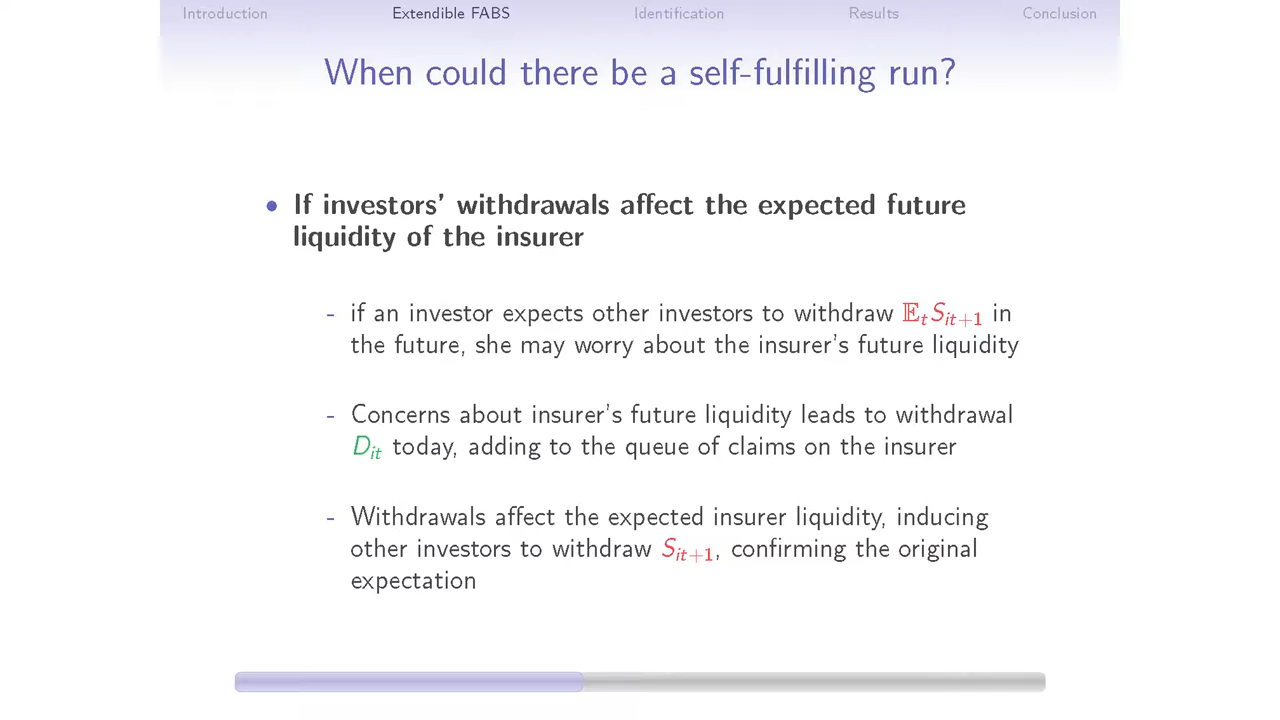 Introduction Extendible FABS Identification Results Conclusion
When could there be a self-fulfilling run?
• If investors' withdrawals affect the expected future
liquidity of the insurer
- if an investor expects other investors to withdraw 𝔼ₜSᵢₜ₊₁ in
the future, she may worry about the insurer's future liquidity
- Concerns about insurer's future liquidity leads to withdrawal
Dᵢₜ today, adding to the queue of claims on the insurer
- Withdrawals affect the expected insurer liquidity, inducing
other investors to withdraw Sᵢₜ₊₁, confirming the original
expectation